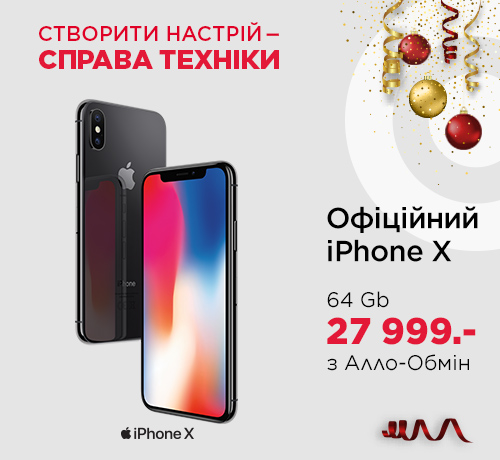 СТВОРИТИ НАСТРІЙ –
СПРАВА ТЕХНІКИ
Офіційний
iPhone X
64 Gb
27 999.-
з Алло-Обмін
iPhone X